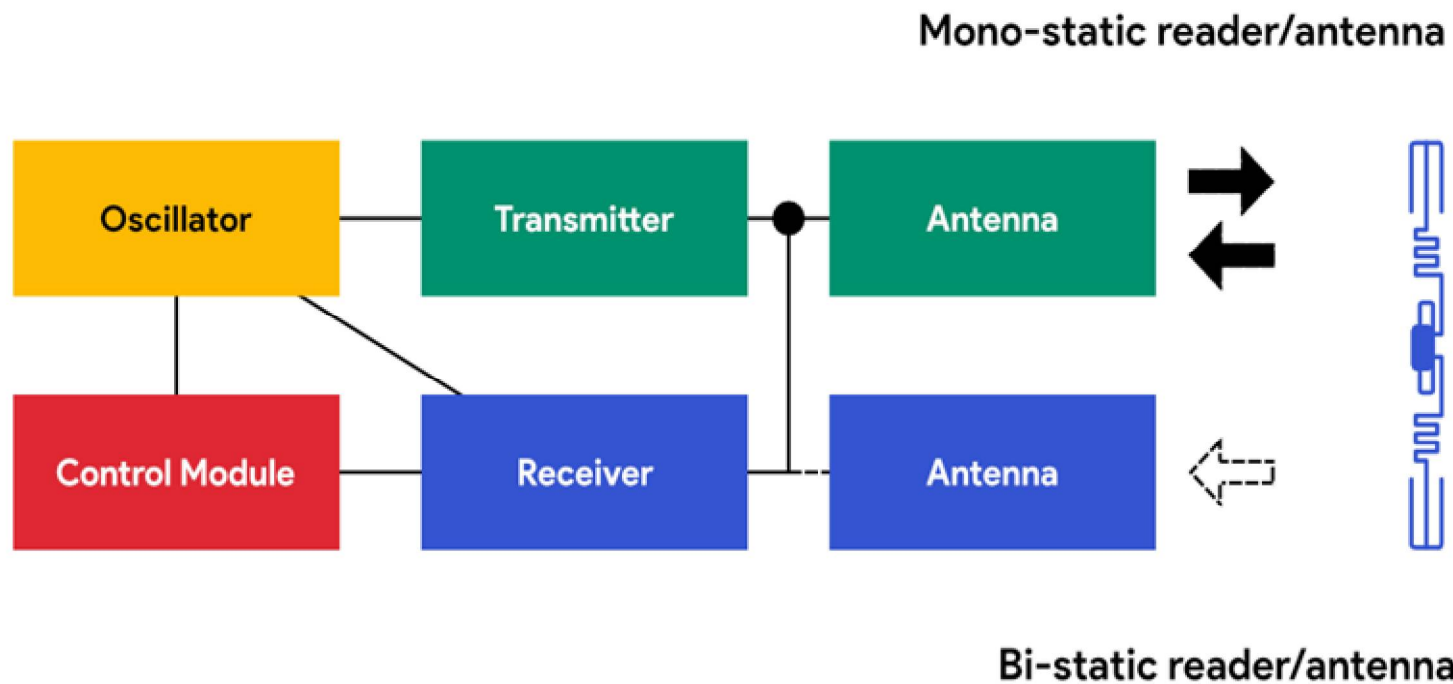 Mono-static reader/antenna
Oscillator
Transmitter
Antenna
Control Module
Receiver
Antenna
Bi-static reader/antenna